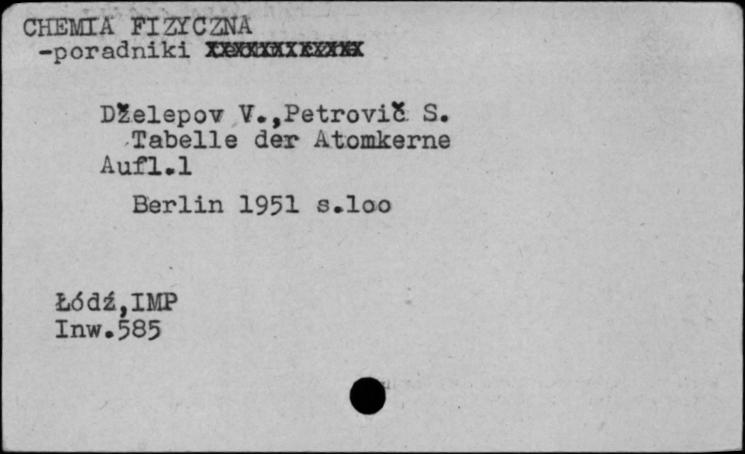 CHEMIA FIZYCZNA
-poradniki
Dželepov V.,Petrovič S.
Tabelle der Atomkerne
Aufl.1
Berlin 1951 s.loo
Łódź,IMP
Inw.585